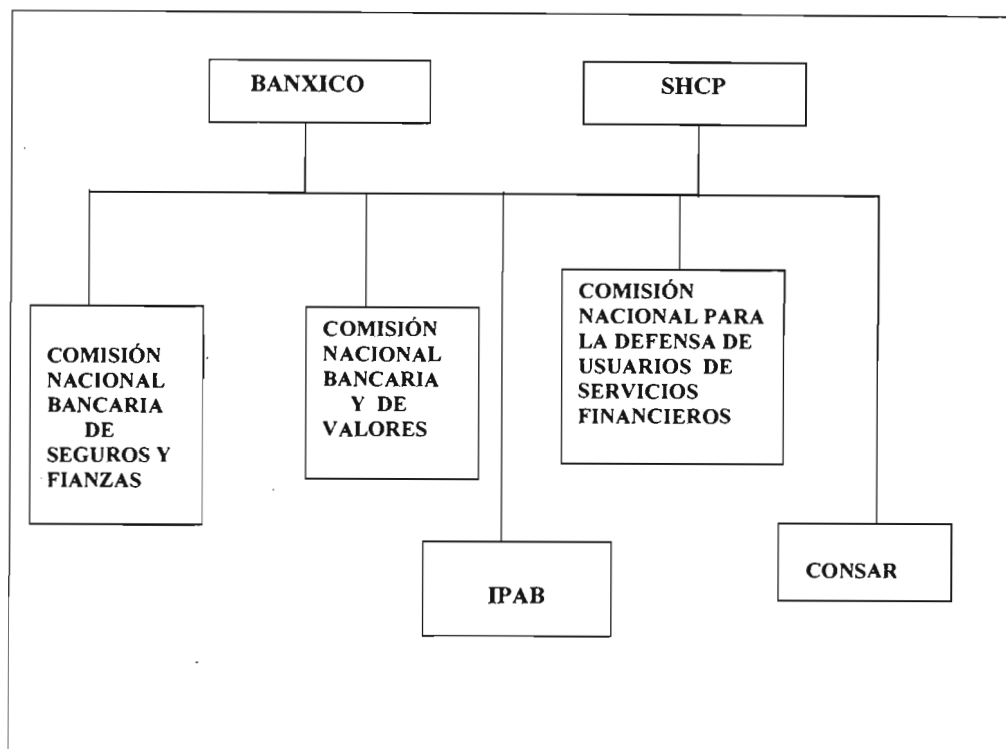 BANXICO
SHCP
COMISIÓN
NACIONAL
BANCARIA
DE
SEGUROS Y
FIANZAS
COMISIÓN
NACIONAL
BANCARIA
Y DE
VALORES
COMISIÓN
NACIONAL PARA
LA DEFENSA DE
USUARIOS DE
SERVICIOS
FINANCIEROS
IPAB
CONSAR